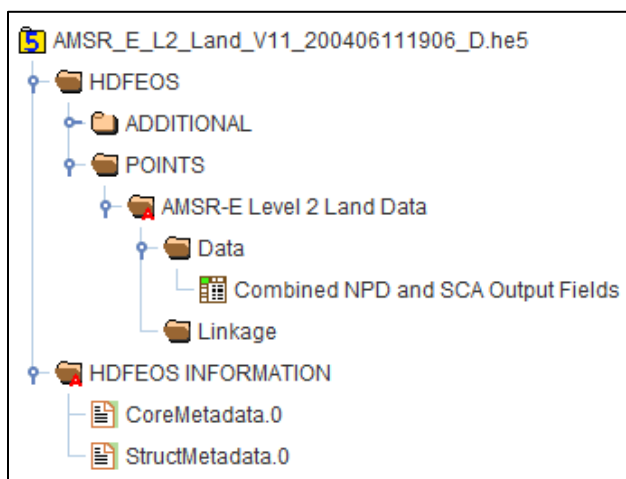 AMSR_E_L2_Land_V11_200406111906_D.he5
HDFEOS
ADDITIONAL
POINTS
AMSR-E Level 2 Land Data
Data
Combined NPD and SCA Output Fields
Linkage
HDFEOS INFORMATION
CoreMetadata.0
StructMetadata.0